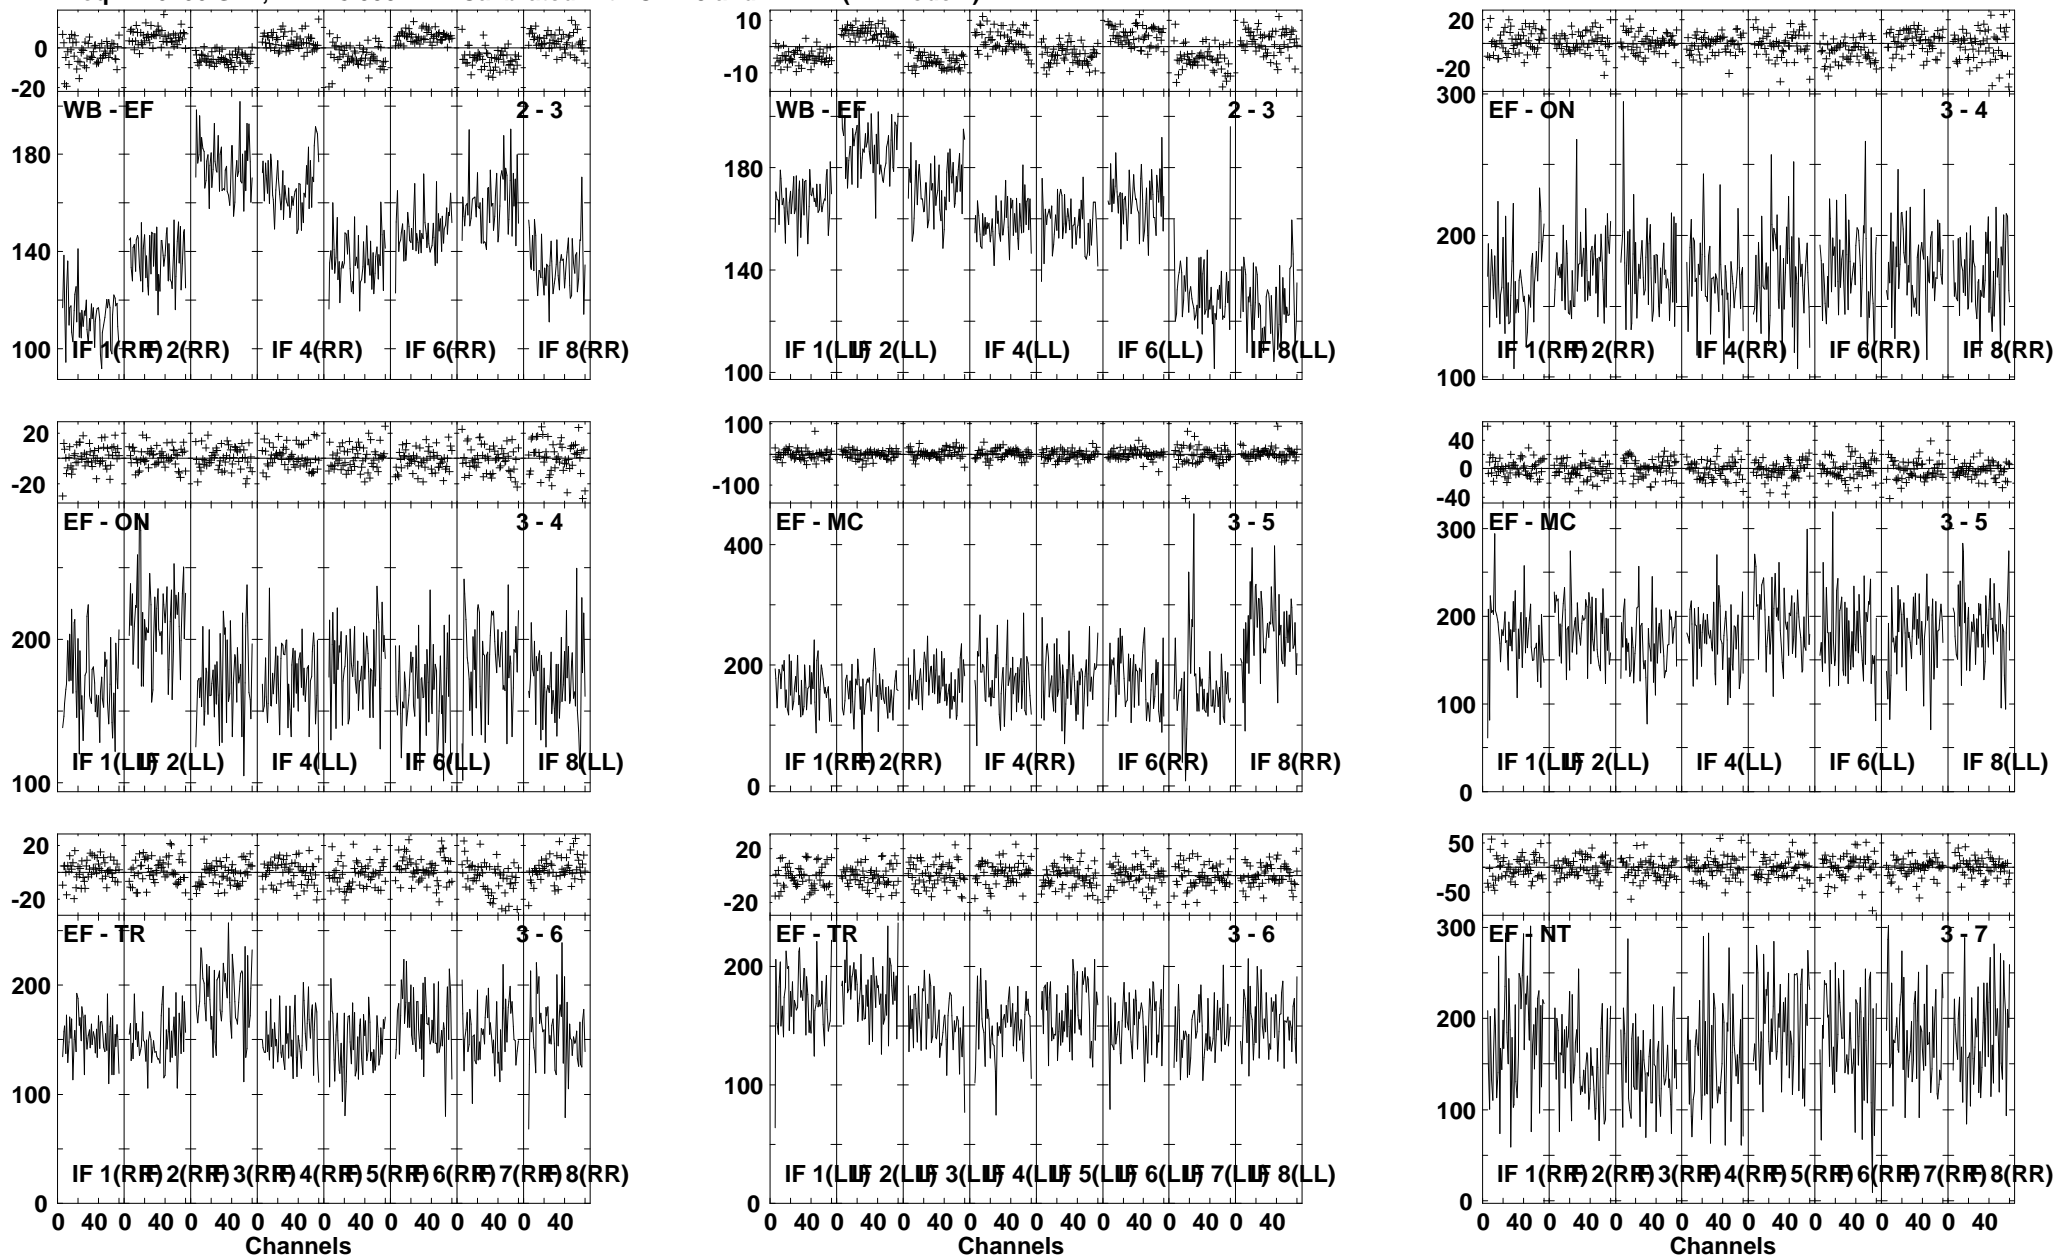 0
-20
10
-10
20
-20
WB - EF 2 - 3
180
140
100
IF 1(RR) IF 2(RR) IF 4(RR) IF 6(RR) IF 8(RR)
WB - EF 2 - 3
180
140
100
IF 1(LL) IF 2(LL) IF 4(LL) IF 6(LL) IF 8(LL)
EF - ON 3 - 4
300
200
100
IF 1(RR) IF 2(RR) IF 4(RR) IF 6(RR) IF 8(RR)
20
-20
100
-100
40
0
-40
EF - ON 3 - 4
200
100
IF 1(LL) IF 2(LL) IF 4(LL) IF 6(LL) IF 8(LL)
EF - MC 3 - 5
400
200
0
IF 1(RR) IF 2(RR) IF 4(RR) IF 6(RR) IF 8(RR)
EF - MC 3 - 5
300
200
100
0
IF 1(LL) IF 2(LL) IF 4(LL) IF 6(LL) IF 8(LL)
20
-20
20
-20
50
-50
EF - TR 3 - 6
200
100
0
IF 1(RR) IF 2(RR) IF 3(RR) IF 4(RR) IF 5(RR) IF 6(RR) IF 7(RR) IF 8(RR)
0 40 0 40 0 40 0 40 0 40 0 40 0 40 0 40
Channels
EF - TR 3 - 6
200
100
0
IF 1(LL) IF 2(LL) IF 3(LL) IF 4(LL) IF 5(LL) IF 6(LL) IF 7(LL) IF 8(LL)
0 40 0 40 0 40 0 40 0 40 0 40 0 40 0 40
Channels
EF - NT 3 - 7
300
200
100
0
IF 1(RR) IF 2(RR) IF 3(RR) IF 4(RR) IF 5(RR) IF 6(RR) IF 7(RR) IF 8(RR)
0 40 0 40 0 40 0 40 0 40 0 40 0 40 0 40
Channels